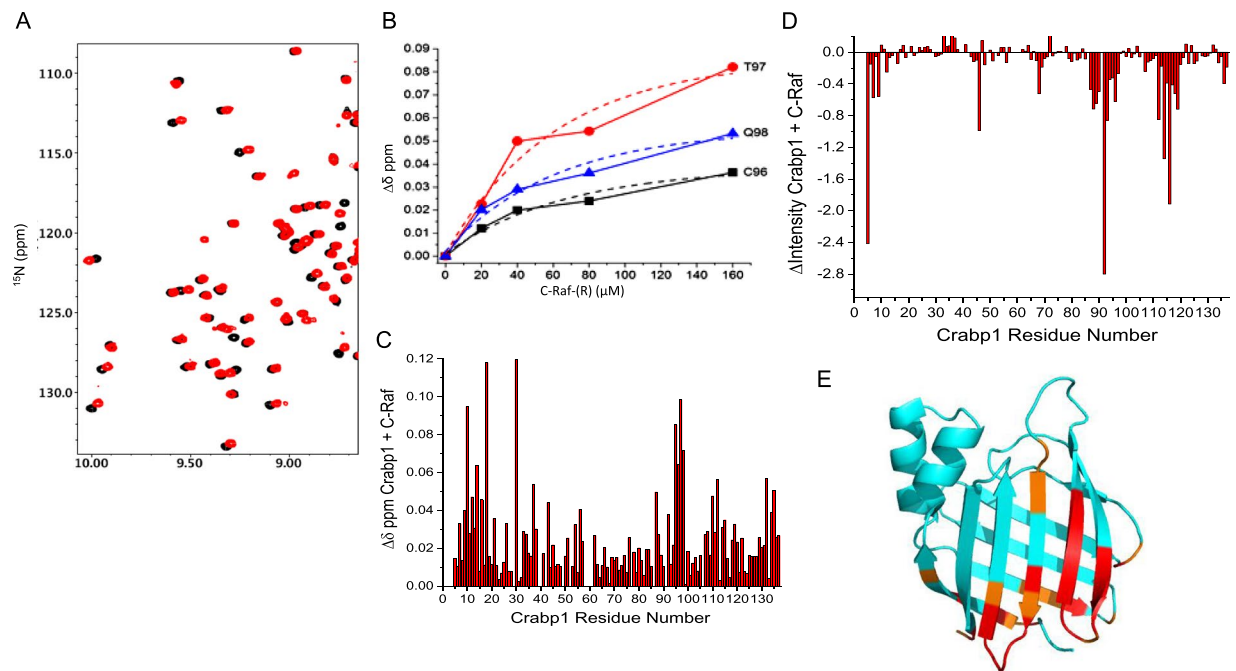 A
110.0
115.0
120.0
125.0
130.0
15N (ppm)
10.00 9.50 9.00
B
0.09
0.08
0.07
0.06
0.05
0.04
0.03
0.02
0.01
0.00
Δδ ppm
T97
Q98
C96
0 20 40 60 80 100 120 140 160
C-Raf-(R) (μM)
C
0.12
0.10
0.08
0.06
0.04
0.02
0.00
Δδ ppm Crabp1 + C-Raf
0 10 20 30 40 50 60 70 80 90 100 110 120 130
Crabp1 Residue Number
D
0.0
-0.4
-0.8
-1.2
-1.6
-2.0
-2.4
-2.8
ΔIntensity Crabp1 + C-Raf
0 10 20 30 40 50 60 70 80 90 100 110 120 130
Crabp1 Residue Number
E